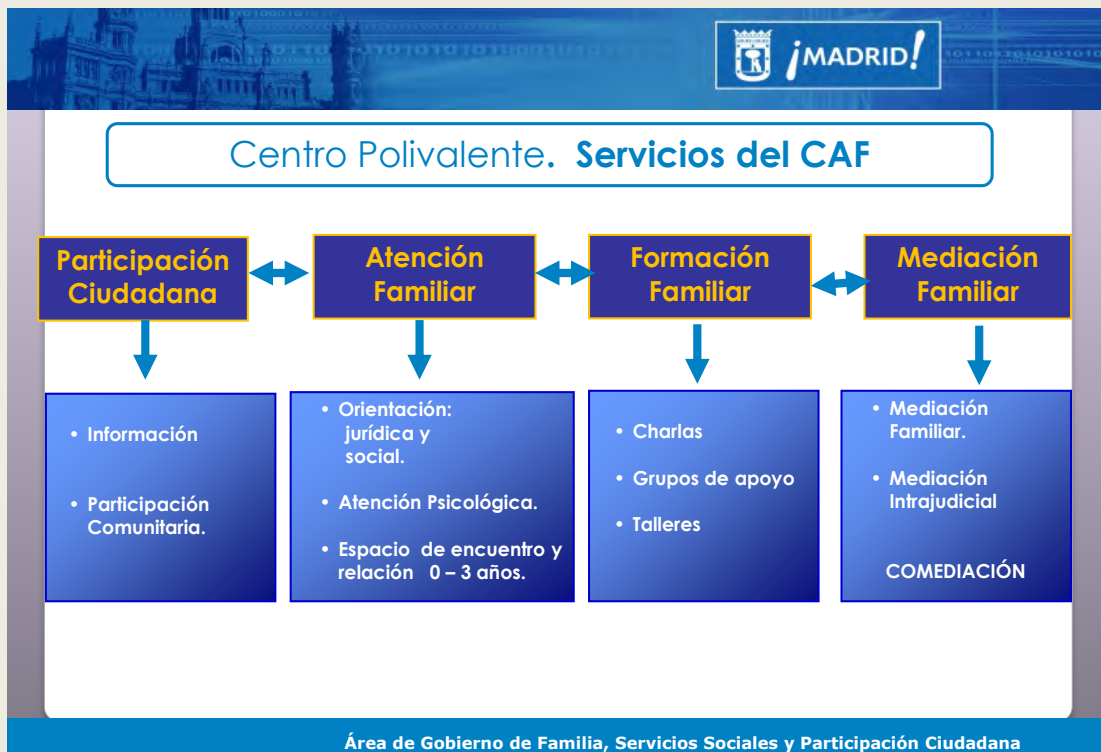 ¡MADRID!
Centro Polivalente. Servicios del CAF
Participación
Ciudadana
Atención
Familiar
Formación
Familiar
Mediación
Familiar
• Información
• Participación
Comunitaria.
• Orientación:
jurídica y
social.
• Atención Psicológica.
• Espacio de encuentro y
relación 0 – 3 años.
• Charlas
• Grupos de apoyo
• Talleres
• Mediación
Familiar.
• Mediación
Intrajudicial
COMEDIACIÓN
Área de Gobierno de Familia, Servicios Sociales y Participación Ciudadana